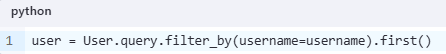 python
1 user = User.query.filter_by(username=username).first()